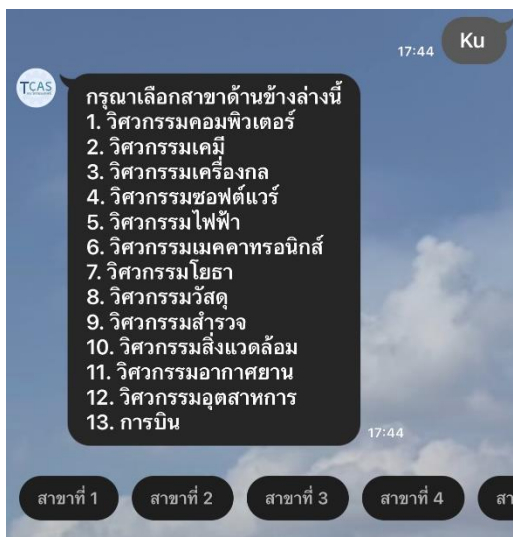 Ku
17:44
TCAS
กรุณาเลือกสาขาด้านข้างล่างนี้
1. วิศวกรรมคอมพิวเตอร์
2. วิศวกรรมเคมี
3. วิศวกรรมเครื่องกล
4. วิศวกรรมซอฟต์แวร์
5. วิศวกรรมไฟฟ้า
6. วิศวกรรมเมคคาทรอนิกส์
7. วิศวกรรมโยธา
8. วิศวกรรมวัสดุ
9. วิศวกรรมสำรวจ
10. วิศวกรรมสิ่งแวดล้อม
11. วิศวกรรมอากาศยาน
12. วิศวกรรมอุตสาหการ
13. การบิน
17:44
สาขาที่ 1
สาขาที่ 2
สาขาที่ 3
สาขาที่ 4
สา